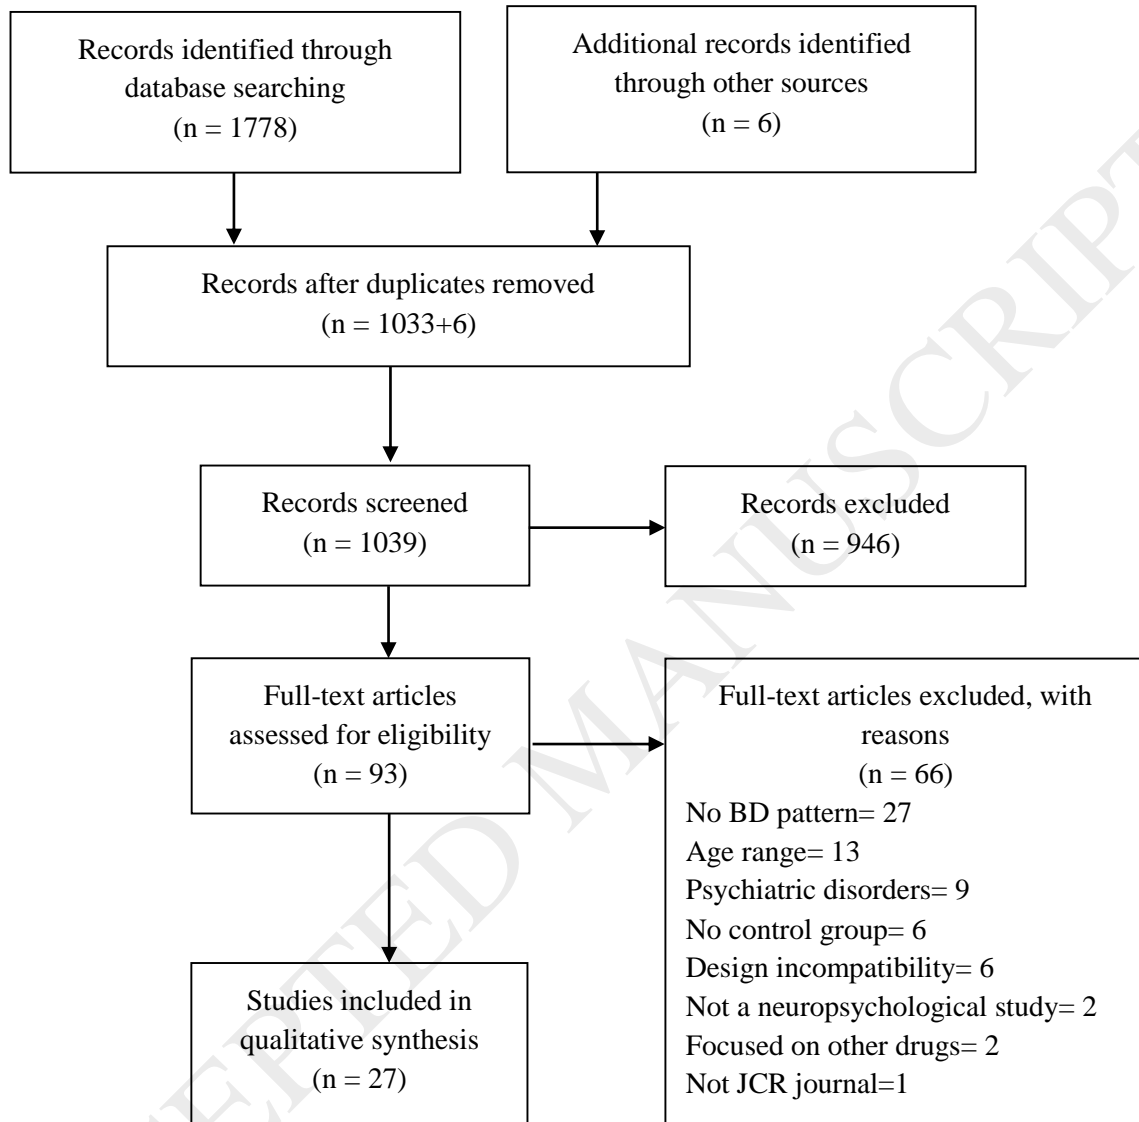 Records identified through
database searching
(n = 1778)
Additional records identified
through other sources
(n = 6)
Records after duplicates removed
(n = 1033+6)
Records screened
(n = 1039)
Records excluded
(n = 946)
Full-text articles
assessed for eligibility
(n = 93)
Full-text articles excluded, with
reasons
(n = 66)
No BD pattern= 27
Age range= 13
Psychiatric disorders= 9
No control group= 6
Design incompatibility= 6
Not a neuropsychological study= 2
Focused on other drugs= 2
Not JCR journal=1
Studies included in
qualitative synthesis
(n = 27)
EPTED MANUSCRIPT